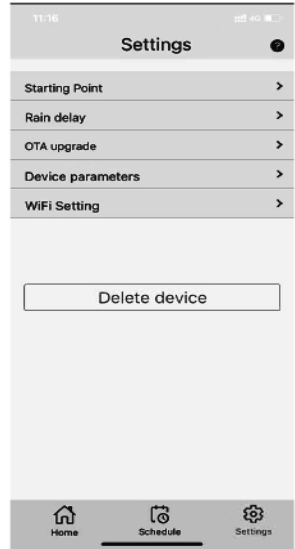 11:16 4G
Settings ?
Starting Point >
Rain delay >
OTA upgrade >
Device parameters >
WiFi Setting >
Delete device
Home Schedule Settings